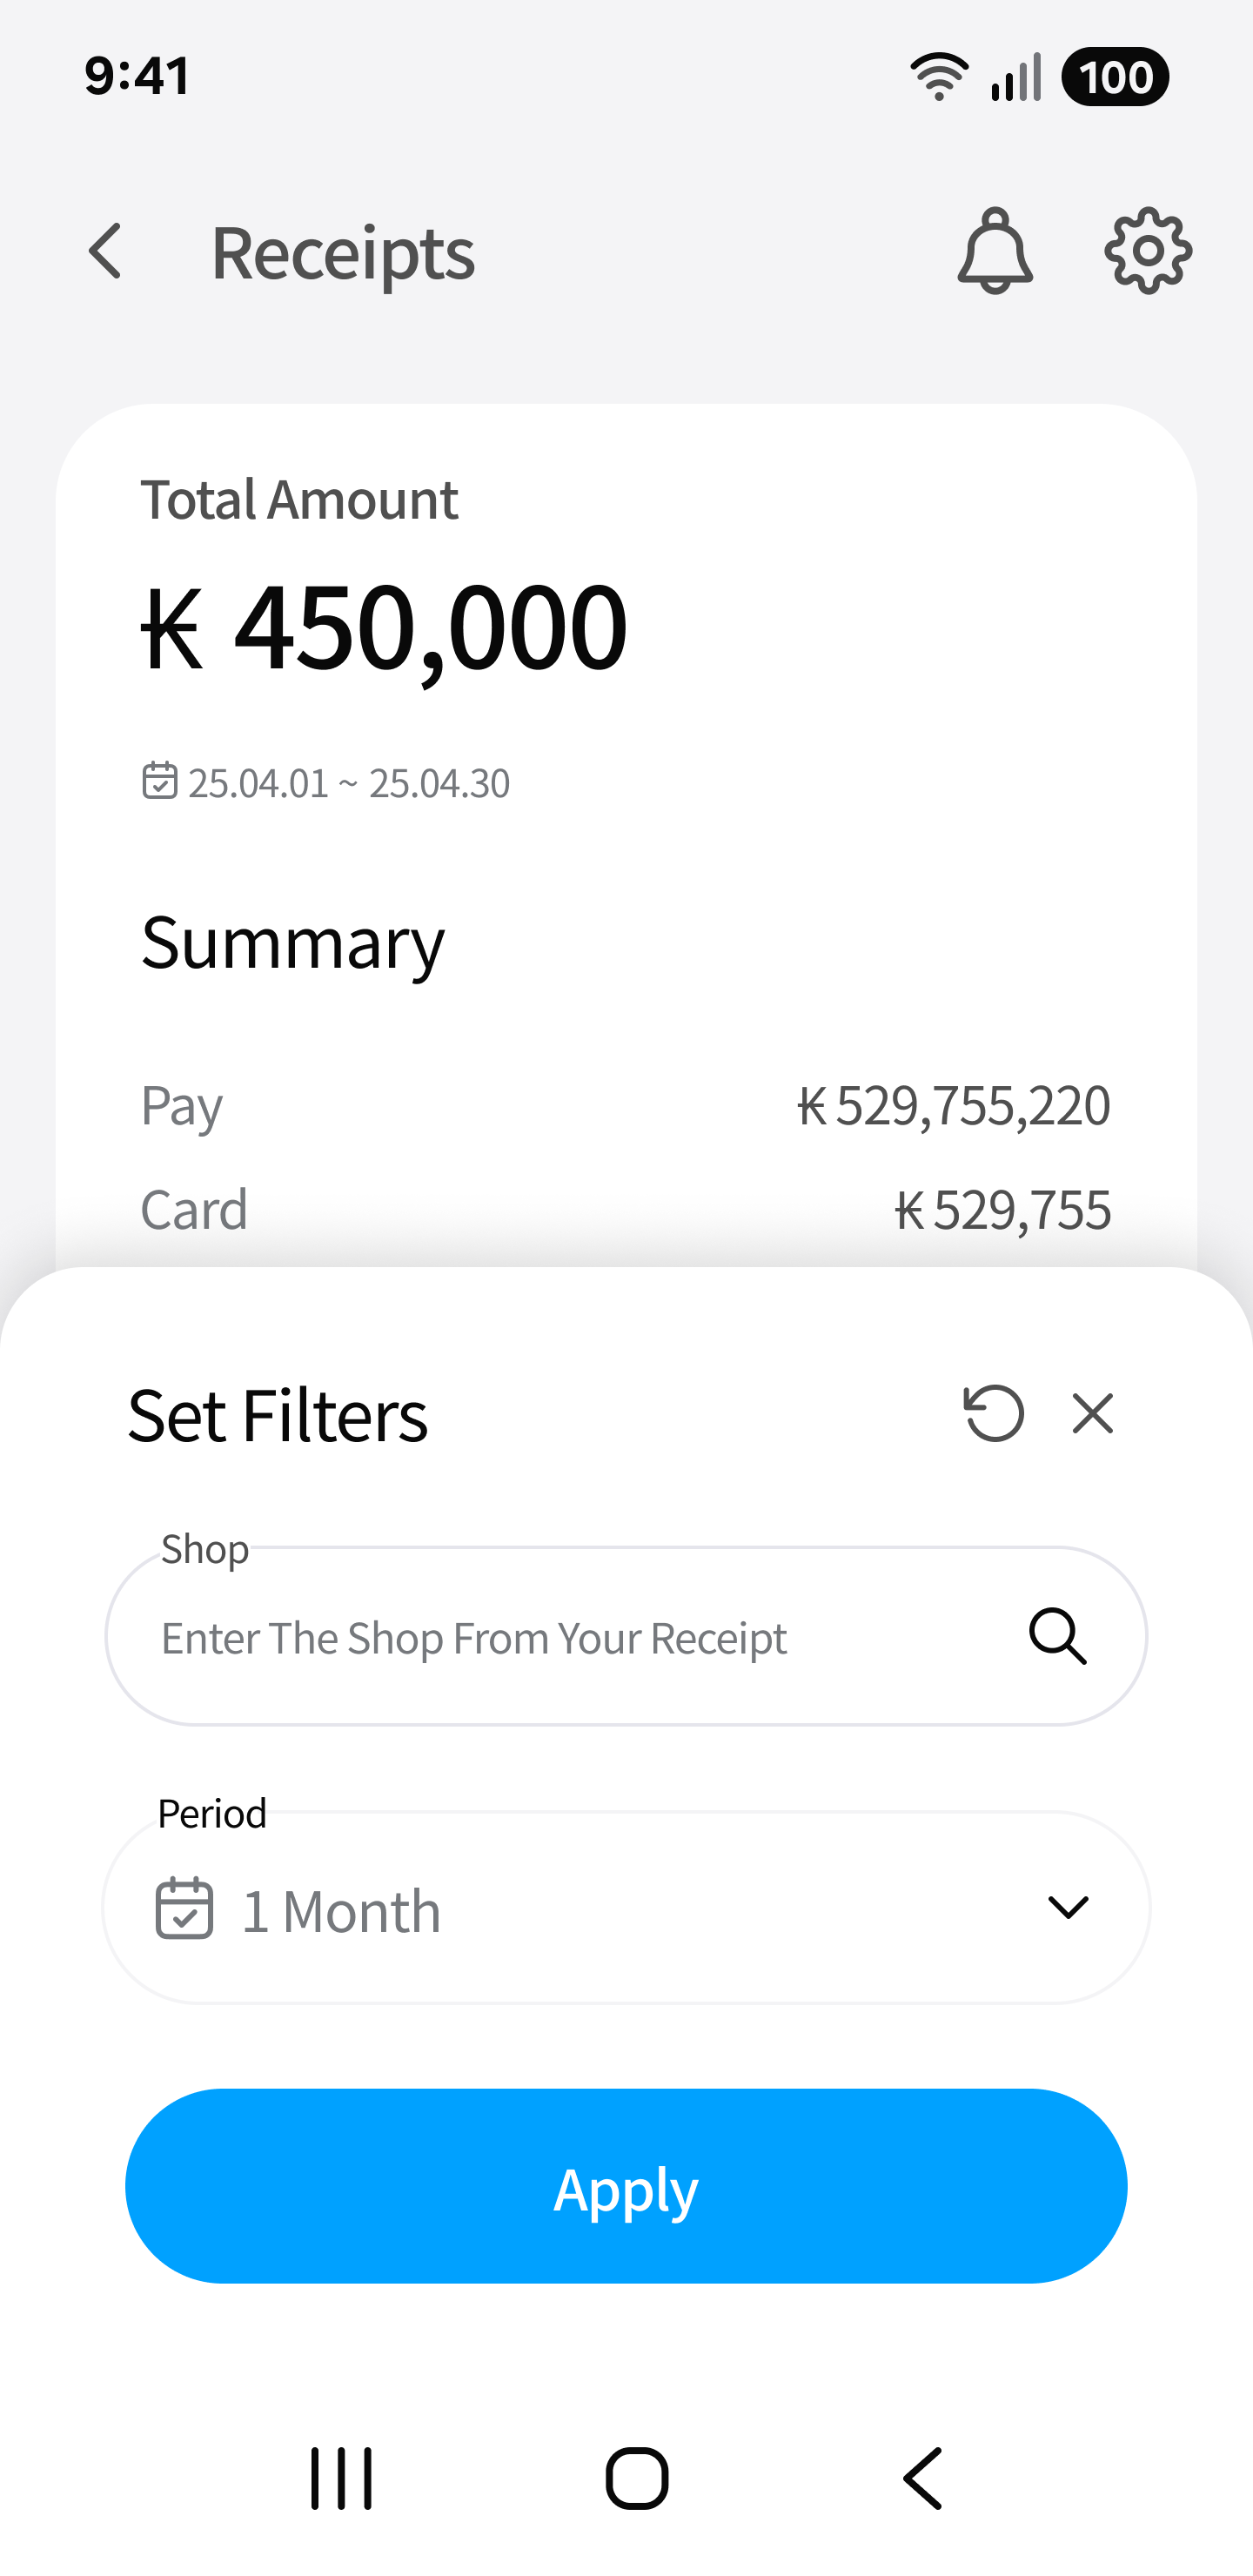 9:41
100
Receipts
Total Amount
₭ 450,000
25.04.01 ~ 25.04.30
Summary
Pay ₭ 529,755,220
Card ₭ 529,755
Set Filters
Shop
Enter The Shop From Your Receipt
Period
1 Month
Apply